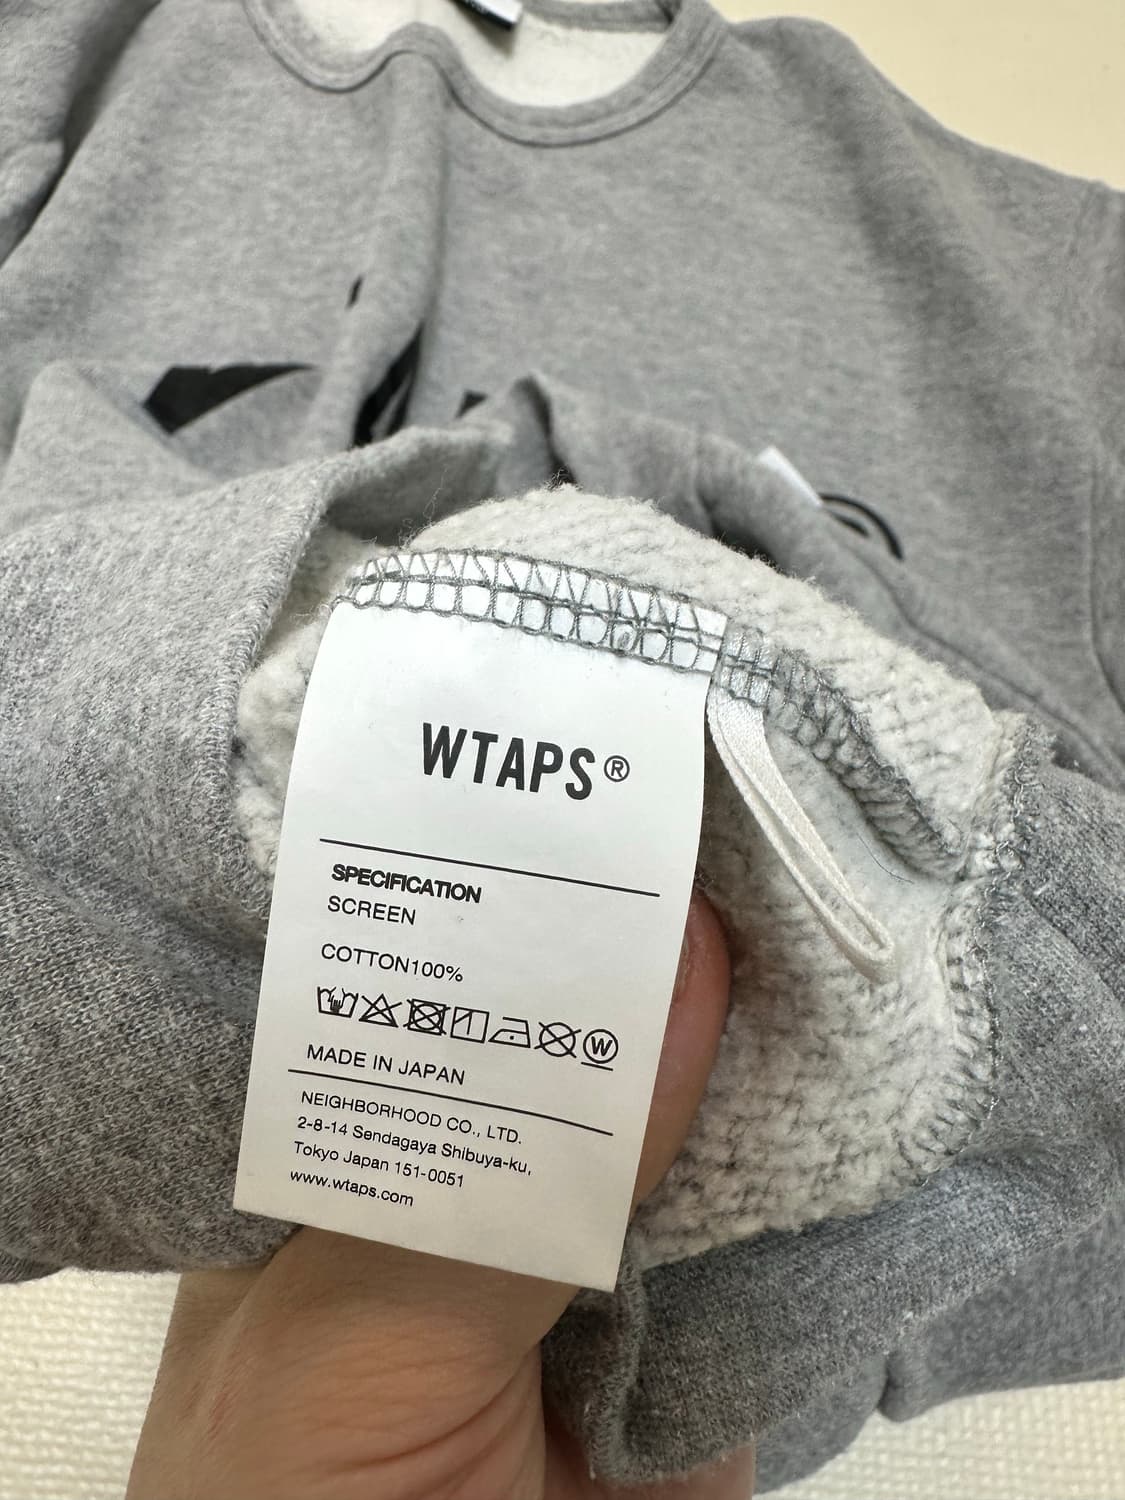 WTAPS®
SPECIFICATION
SCREEN
COTTON100%
W
MADE IN JAPAN
NEIGHBORHOOD CO., LTD.
2-8-14 Sendagaya Shibuya-ku,
Tokyo Japan 151-0051
www.wtaps.com